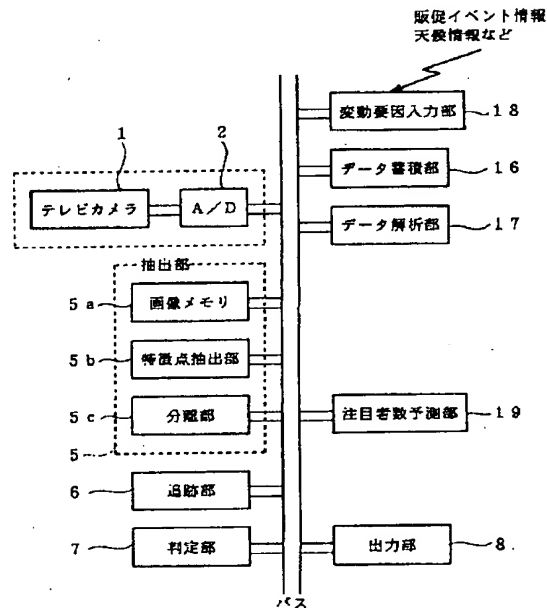 販促イベント情報
天候情報など
変動要因入力部
18
1
2
データ蓄積部
16
テレビカメラ
A/D
データ解析部
17
抽出部
5a
画像メモリ
5b
特徴点抽出部
5c
分離部
注目者数予測部
19
5
6
追跡部
7
判定部
出力部
8
バス